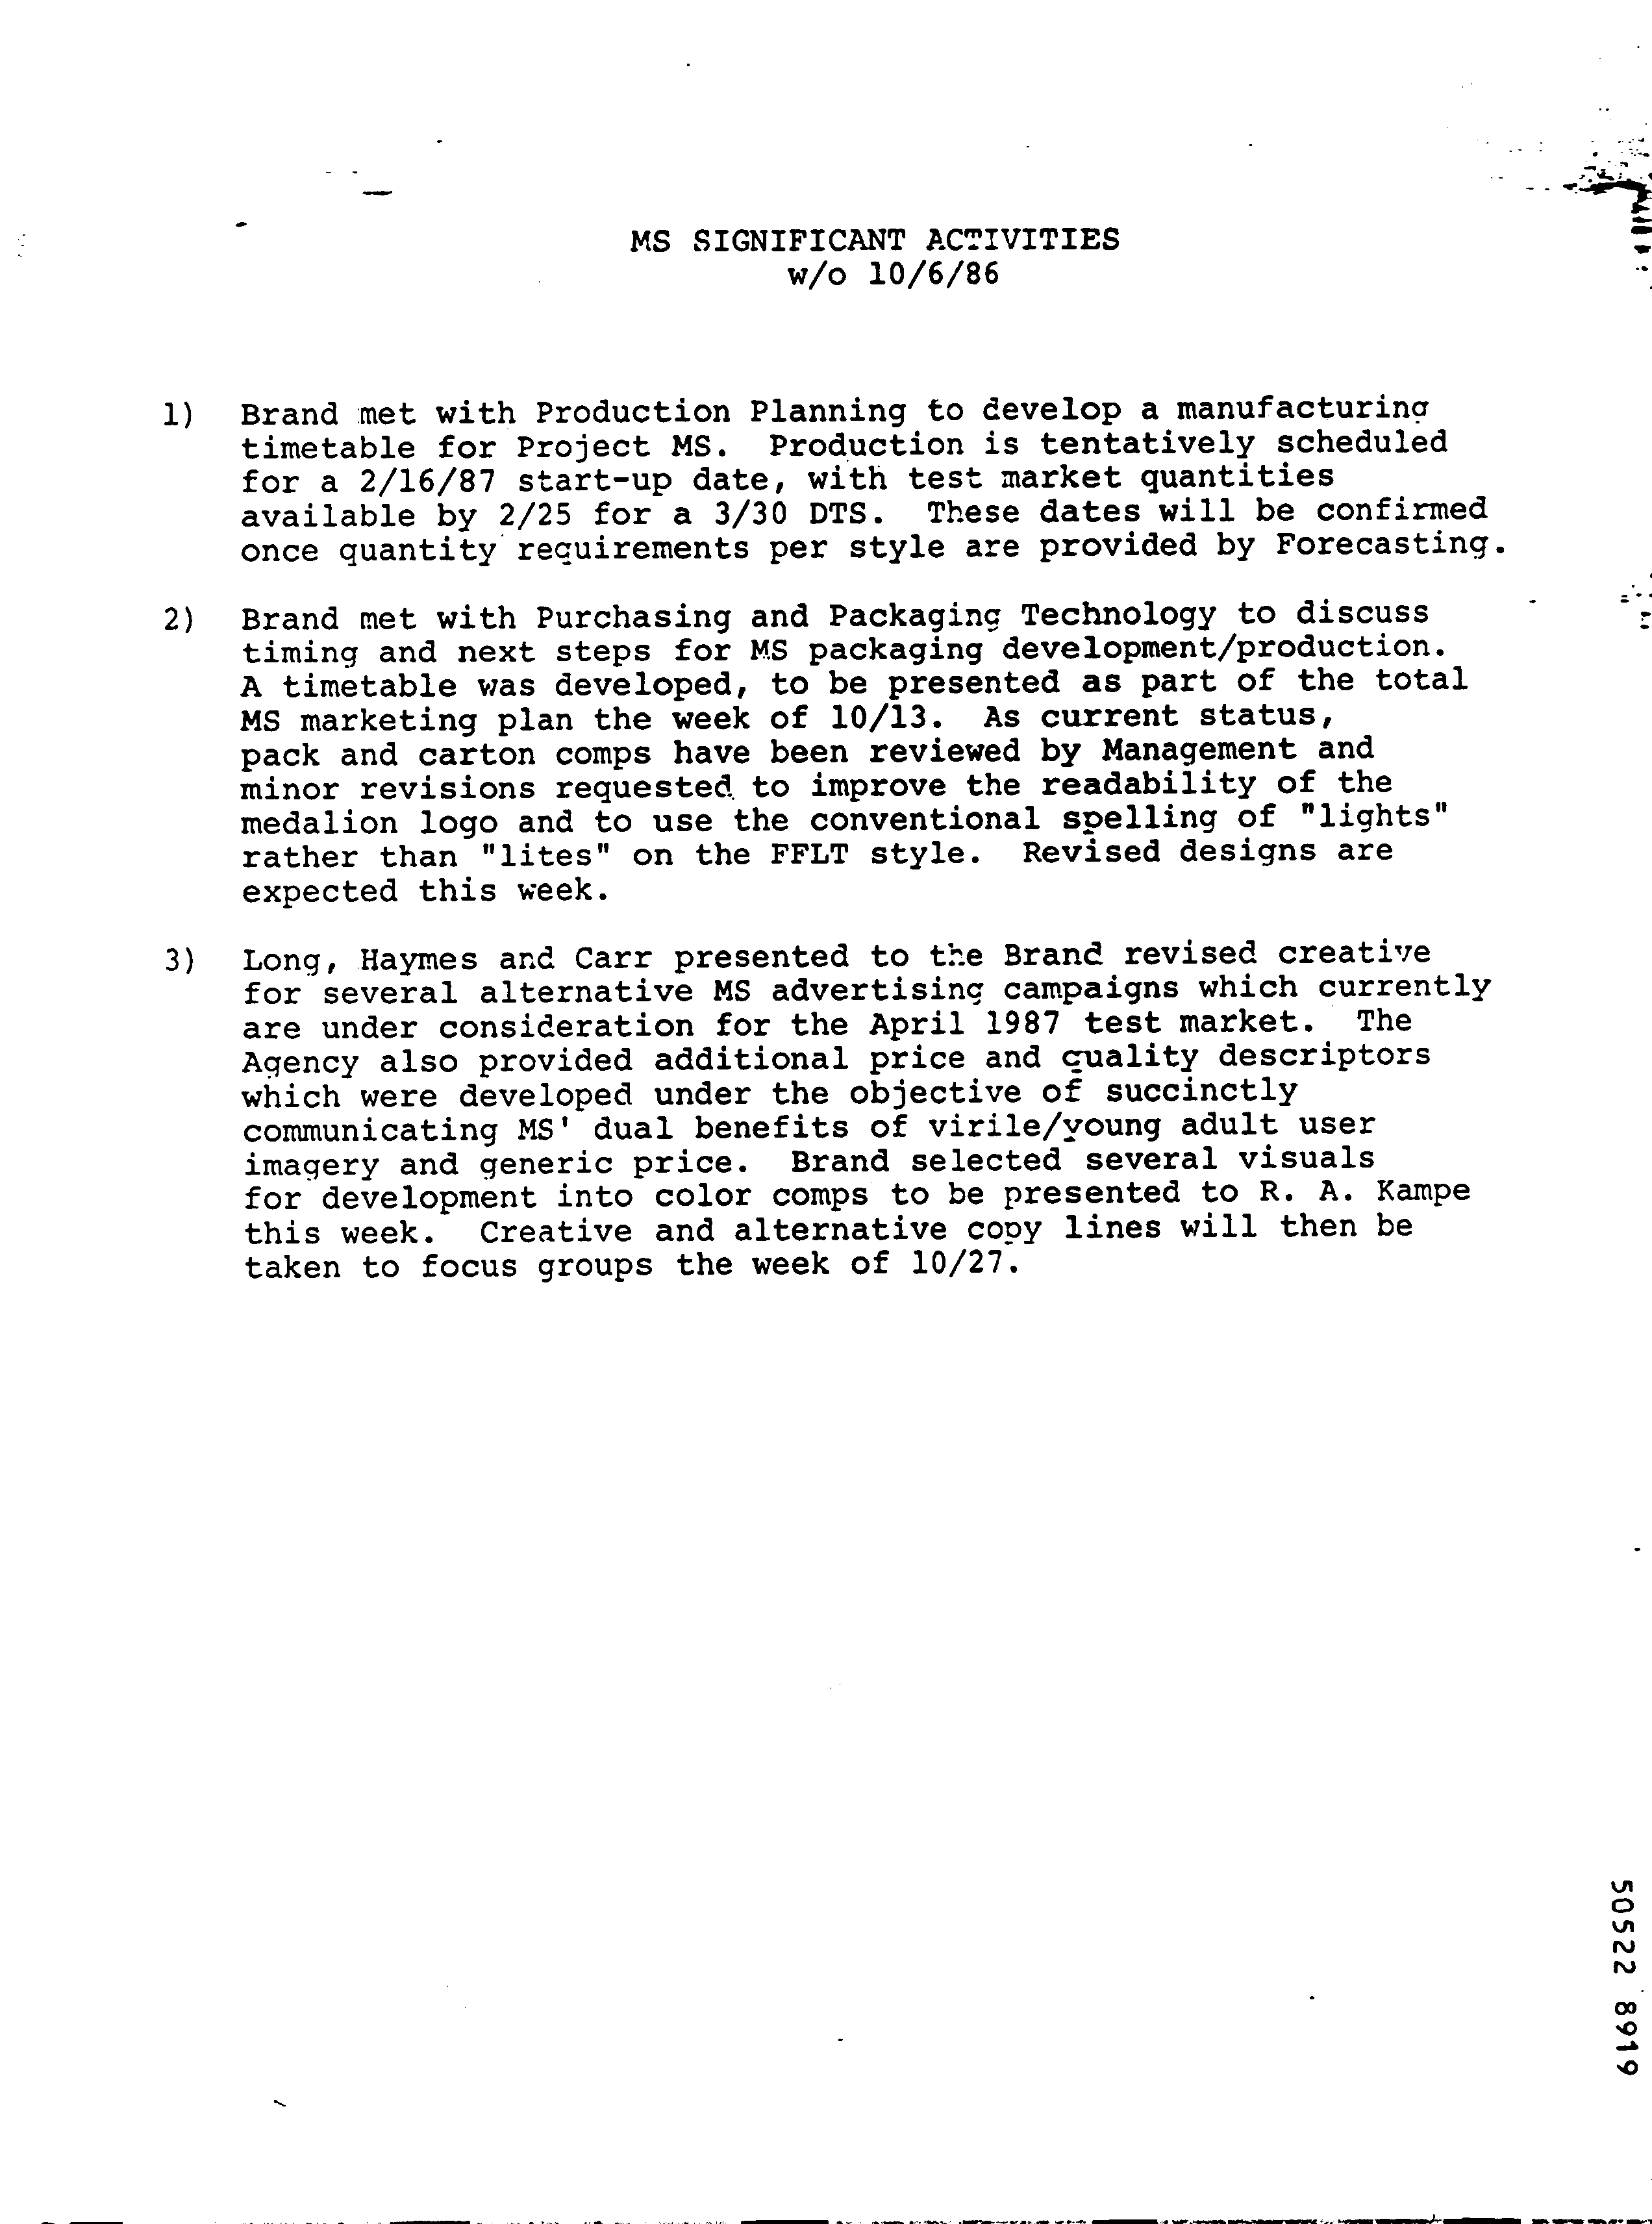 MS SIGNIFICANT ACTIVITIES
w/o 10/6/86
1) Brand met with Production Planning to develop a manufacturing
timetable for Project MS. Production is tentatively scheduled
for a 2/16/87 start-up date, with test market quantities
available by 2/25 for a 3/30 DTS. These dates will be confirmed
once quantity requirements per style are provided by Forecasting.
2) Brand met with Purchasing and Packaging Technology to discuss
timing and next steps for MS packaging development/production.
A timetable was developed, to be presented as part of the total
MS marketing plan the week of 10/13. As current status,
pack and carton comps have been reviewed by Management and
minor revisions requested to improve the readability of the
medalion logo and to use the conventional spelling of "lights"
rather than "lites" on the FFLT style. Revised designs are
expected this week.
3) Long, Haymes and Carr presented to the Brand revised creative
for several alternative MS advertising campaigns which currently
are under consideration for the April 1987 test market. The
Agency also provided additional price and quality descriptors
which were developed under the objective of succinctly
communicating MS' dual benefits of virile/young adult user
imagery and generic price. Brand selected several visuals
for development into color comps to be presented to R. A. Kampe
this week. Creative and alternative copy lines will then be
taken to focus groups the week of 10/27.
50522 8919